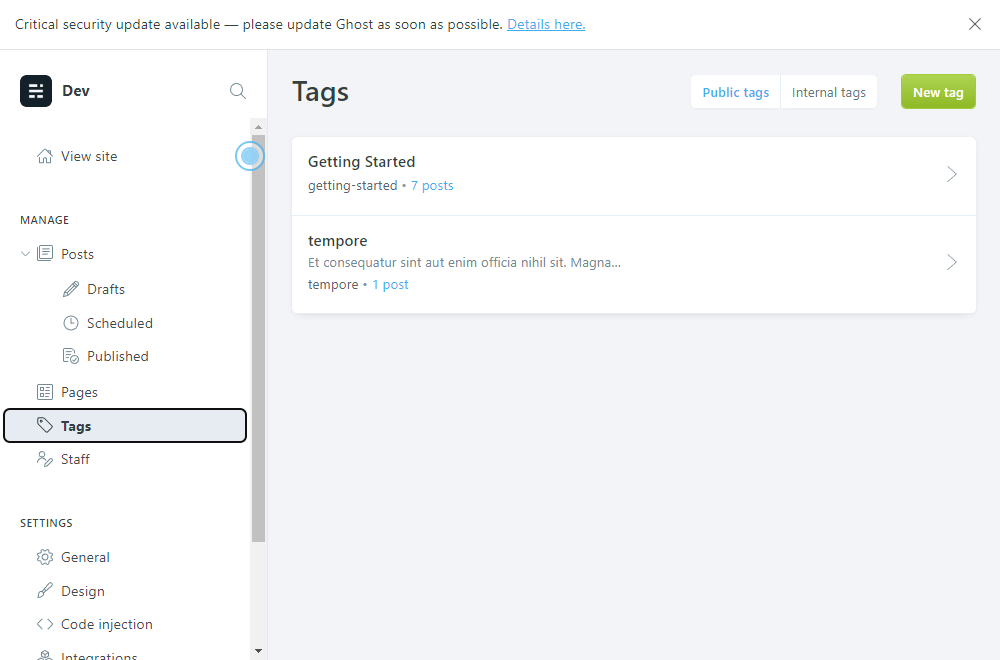 Critical security update available — please update Ghost as soon as possible. Details here.
Dev
View site
MANAGE
Posts
Drafts
Scheduled
Published
Pages
Tags
Staff
SETTINGS
General
Design
Code injection
Integrations
Tags
Public tags
Internal tags
New tag
Getting Started
getting-started • 7 posts
tempore
Et consequatur sint aut enim officia nihil sit. Magna...
tempore • 1 post